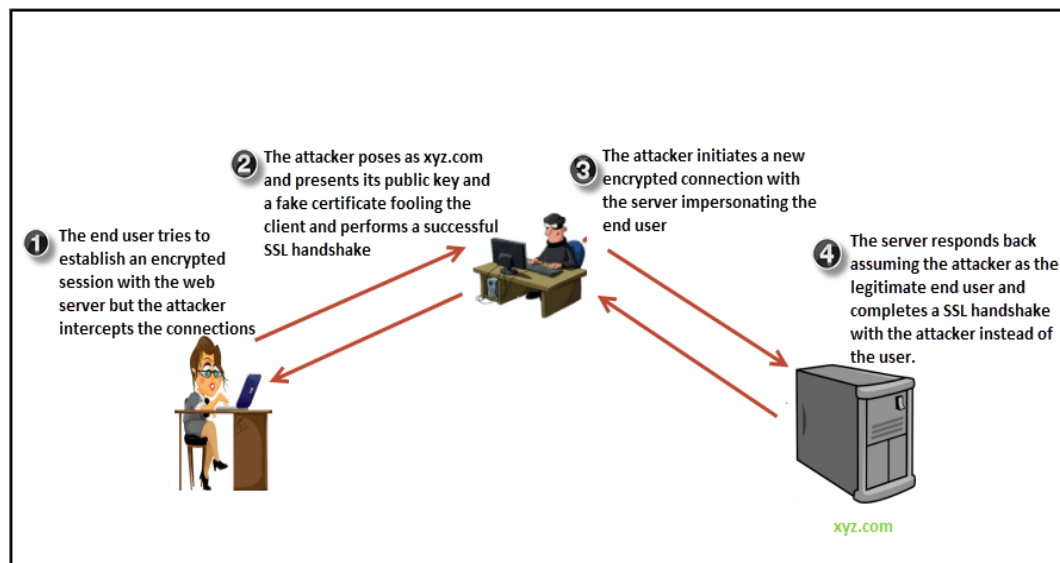 1
The end user tries to
establish an encrypted
session with the web
server but the attacker
intercepts the connections
2
The attacker poses as xyz.com
and presents its public key and
a fake certificate fooling the
client and performs a successful
SSL handshake
3
The attacker initiates a new
encrypted connection with
the server impersonating the
end user
4
The server responds back
assuming the attacker as the
legitimate end user and
completes a SSL handshake
with the attacker instead of
the user.
xyz.com